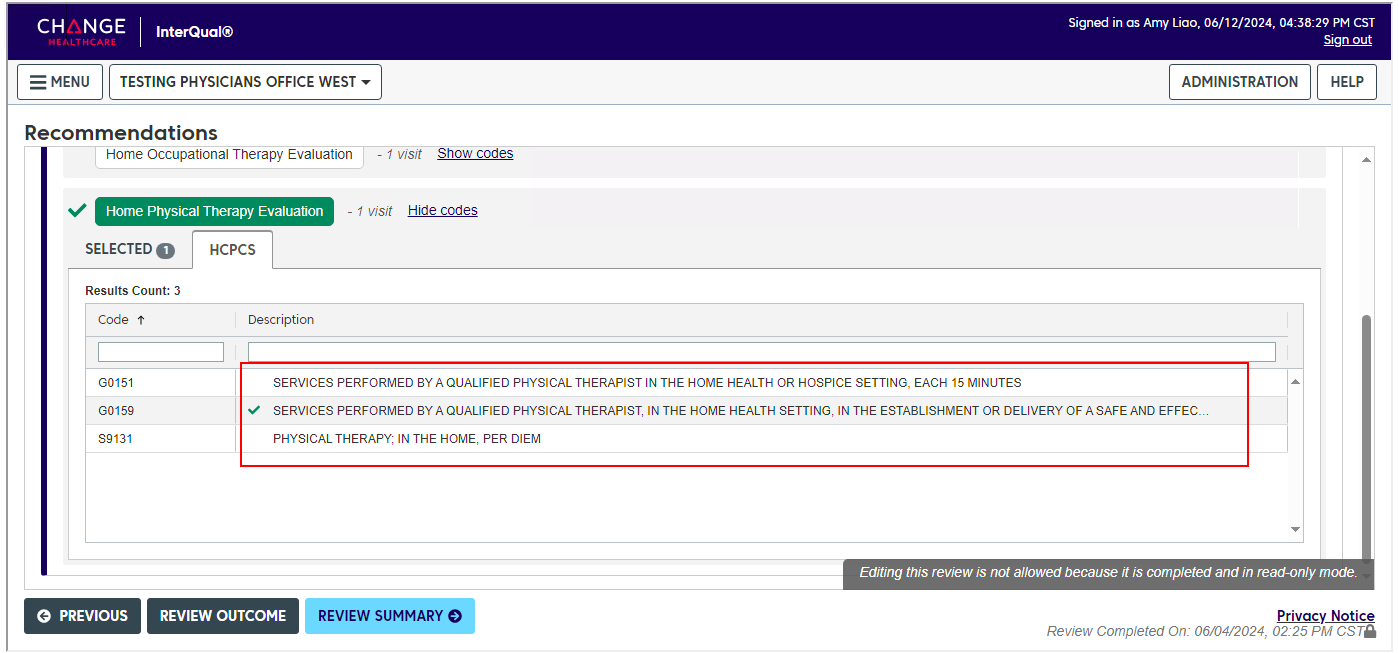 CHANGE HEALTHCARE InterQual®
Signed in as Amy Liao, 06/12/2024, 04:38:29 PM CST
Sign out
MENU TESTING PHYSICIANS OFFICE WEST ADMINISTRATION HELP
Recommendations
Home Occupational Therapy Evaluation - 1 visit Show codes
Home Physical Therapy Evaluation - 1 visit Hide codes
SELECTED 1 HCPCS
Results Count: 3
Code ↑ Description
G0151 SERVICES PERFORMED BY A QUALIFIED PHYSICAL THERAPIST IN THE HOME HEALTH OR HOSPICE SETTING, EACH 15 MINUTES
G0159 SERVICES PERFORMED BY A QUALIFIED PHYSICAL THERAPIST, IN THE HOME HEALTH SETTING, IN THE ESTABLISHMENT OR DELIVERY OF A SAFE AND EFFEC...
S9131 PHYSICAL THERAPY; IN THE HOME, PER DIEM
Editing this review is not allowed because it is completed and in read-only mode.
PREVIOUS REVIEW OUTCOME REVIEW SUMMARY Privacy Notice
Review Completed On: 06/04/2024, 02:25 PM CST